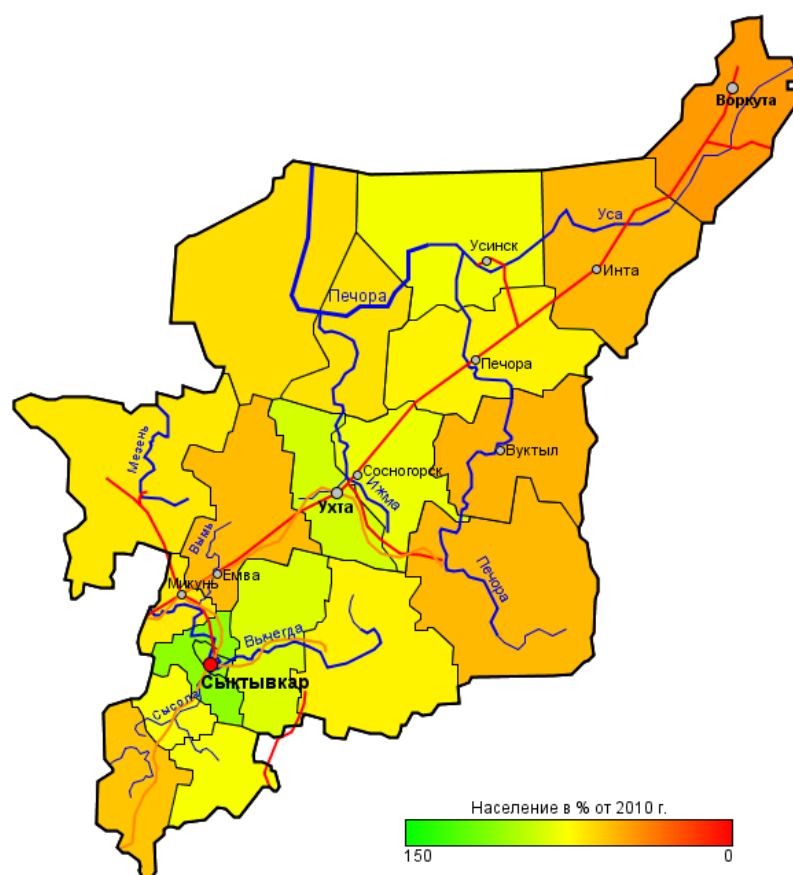 Воркута
Уса
Усинск
Инта
Печора
Печора
Мезень
Вуктыл
Сосногорск
Ижма
Ухта
Вымь
Емва
Микунь
Печора
Вычегда
Сыктывкар
Сысола
Население в % от 2010 г.
150 0